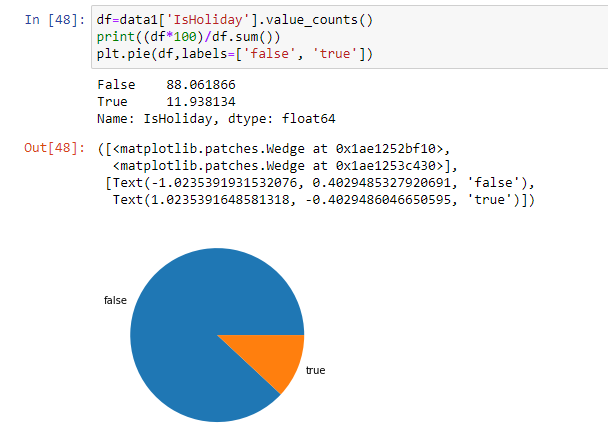 In [48]: df=data1['IsHoliday'].value_counts()
print((df*100)/df.sum())
plt.pie(df,labels=['false', 'true'])
False    88.061866
True     11.938134
Name: IsHoliday, dtype: float64
Out[48]: ([<matplotlib.patches.Wedge at 0x1ae1252bf10>,
<matplotlib.patches.Wedge at 0x1ae1253c430>],
[Text(-1.0235391931532076, 0.4029485327920691, 'false'),
Text(1.0235391648581318, -0.4029486046650595, 'true')])
false
true